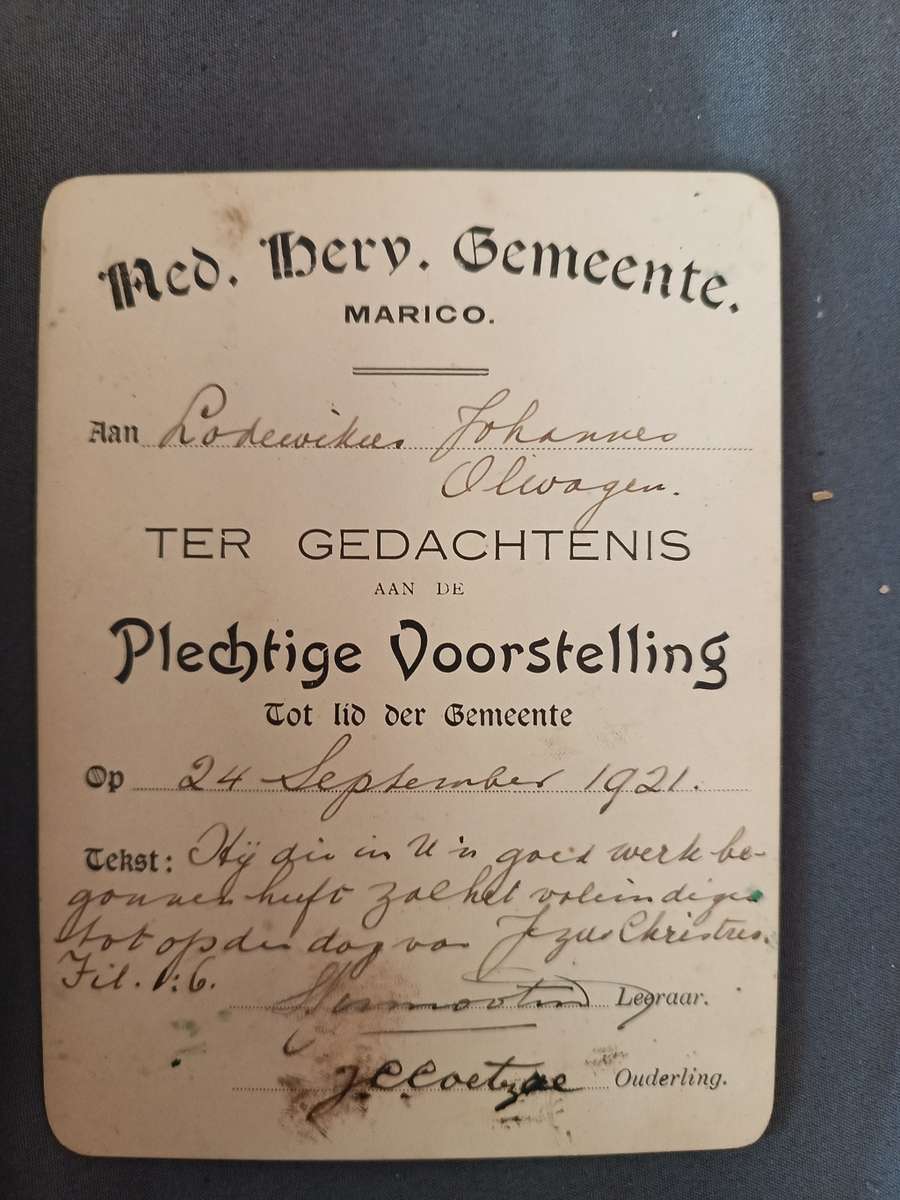 Ned. Herv. Gemeente.
MARICO.
Aan Lodewikus Johannes
Oliwagen.
TER GEDACHTENIS
AAN DE
Plechtige Voorstelling
Tot lid der Gemeente
Op 24 September 1921.
Tekst: Hij die in U 'n goed werk be-
gonnen heeft zal het voleindigen
tot op den dag van Jezus Christus.
Fil. 1:6.
Leeraar.
J.C. Coetzee Ouderling.